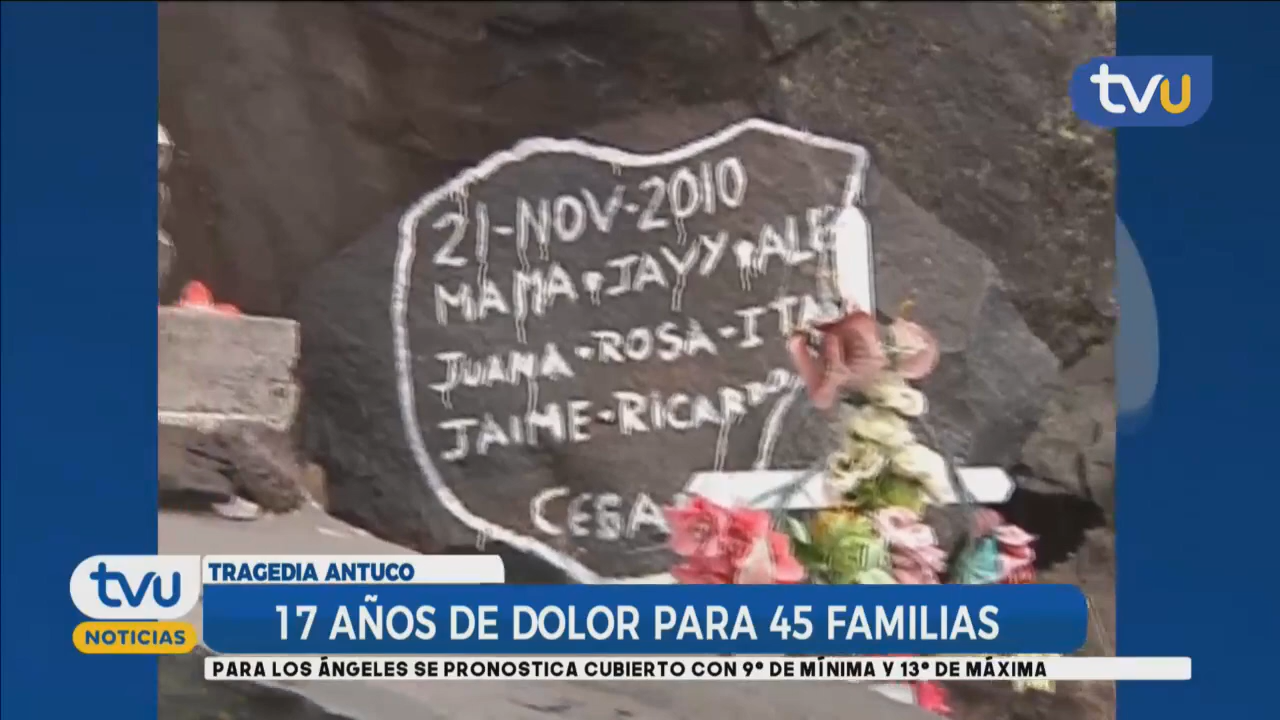 tvu
21-NOV-2010
MAMA·JAVY·ALE
JUANA-ROSA-ITA
JAIME-RICARDO
CESA
tvu
NOTICIAS
TRAGEDIA ANTUCO
17 AÑOS DE DOLOR PARA 45 FAMILIAS
PARA LOS ÁNGELES SE PRONOSTICA CUBIERTO CON 9° DE MÍNIMA Y 13° DE MÁXIMA